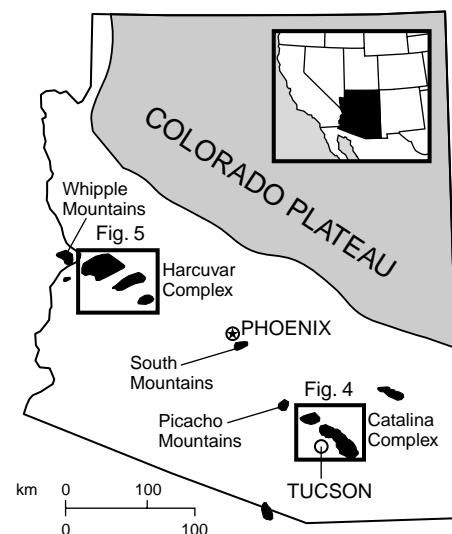 COLORADO PLATEAU
Whipple
Mountains
Fig. 5
Harcuvar
Complex
PHOENIX
South
Mountains
Fig. 4
Picacho
Mountains
Catalina
Complex
TUCSON
km 0 100
0 100